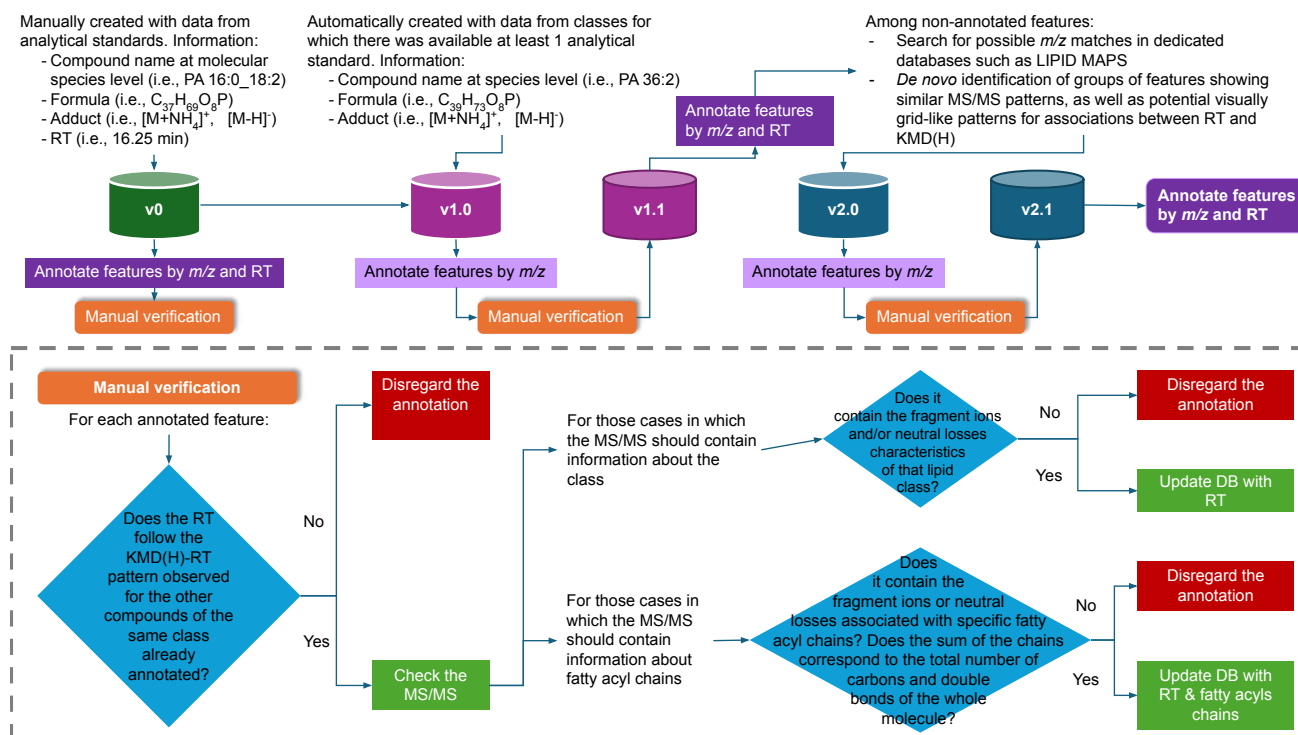 Manually created with data from
analytical standards. Information:
- Compound name at molecular
species level (i.e., PA 16:0_18:2)
- Formula (i.e., C37H69O8P)
- Adduct (i.e., [M+NH4]+, [M-H]-)
- RT (i.e., 16.25 min)
Automatically created with data from classes for
which there was available at least 1 analytical
standard. Information:
- Compound name at species level (i.e., PA 36:2)
- Formula (i.e., C39H73O8P)
- Adduct (i.e., [M+NH4]+, [M-H]-)
Among non-annotated features:
- Search for possible m/z matches in dedicated
databases such as LIPID MAPS
- De novo identification of groups of features showing
similar MS/MS patterns, as well as potential visually
grid-like patterns for associations between RT and
KMD(H)
Annotate features
by m/z and RT
v0
v1.0
v1.1
v2.0
v2.1
Annotate features
by m/z and RT
Annotate features by m/z and RT
Annotate features by m/z
Annotate features by m/z
Manual verification
Manual verification
Manual verification
Manual verification
For each annotated feature:
Does the RT
follow the
KMD(H)-RT
pattern observed
for the other
compounds of the
same class
already
annotated?
No
Yes
Disregard the
annotation
Check the
MS/MS
For those cases in which
the MS/MS should contain
information about the
class
Does it
contain the fragment ions
and/or neutral losses
characteristics
of that lipid
class?
No
Yes
Disregard the
annotation
Update DB with
RT
For those cases in
which the MS/MS
should contain
information about
fatty acyl chains
Does
it contain the
fragment ions or neutral
losses associated with specific fatty
acyl chains? Does the sum of the chains
correspond to the total number of
carbons and double
bonds of the whole
molecule?
No
Yes
Disregard the
annotation
Update DB with
RT & fatty acyls
chains